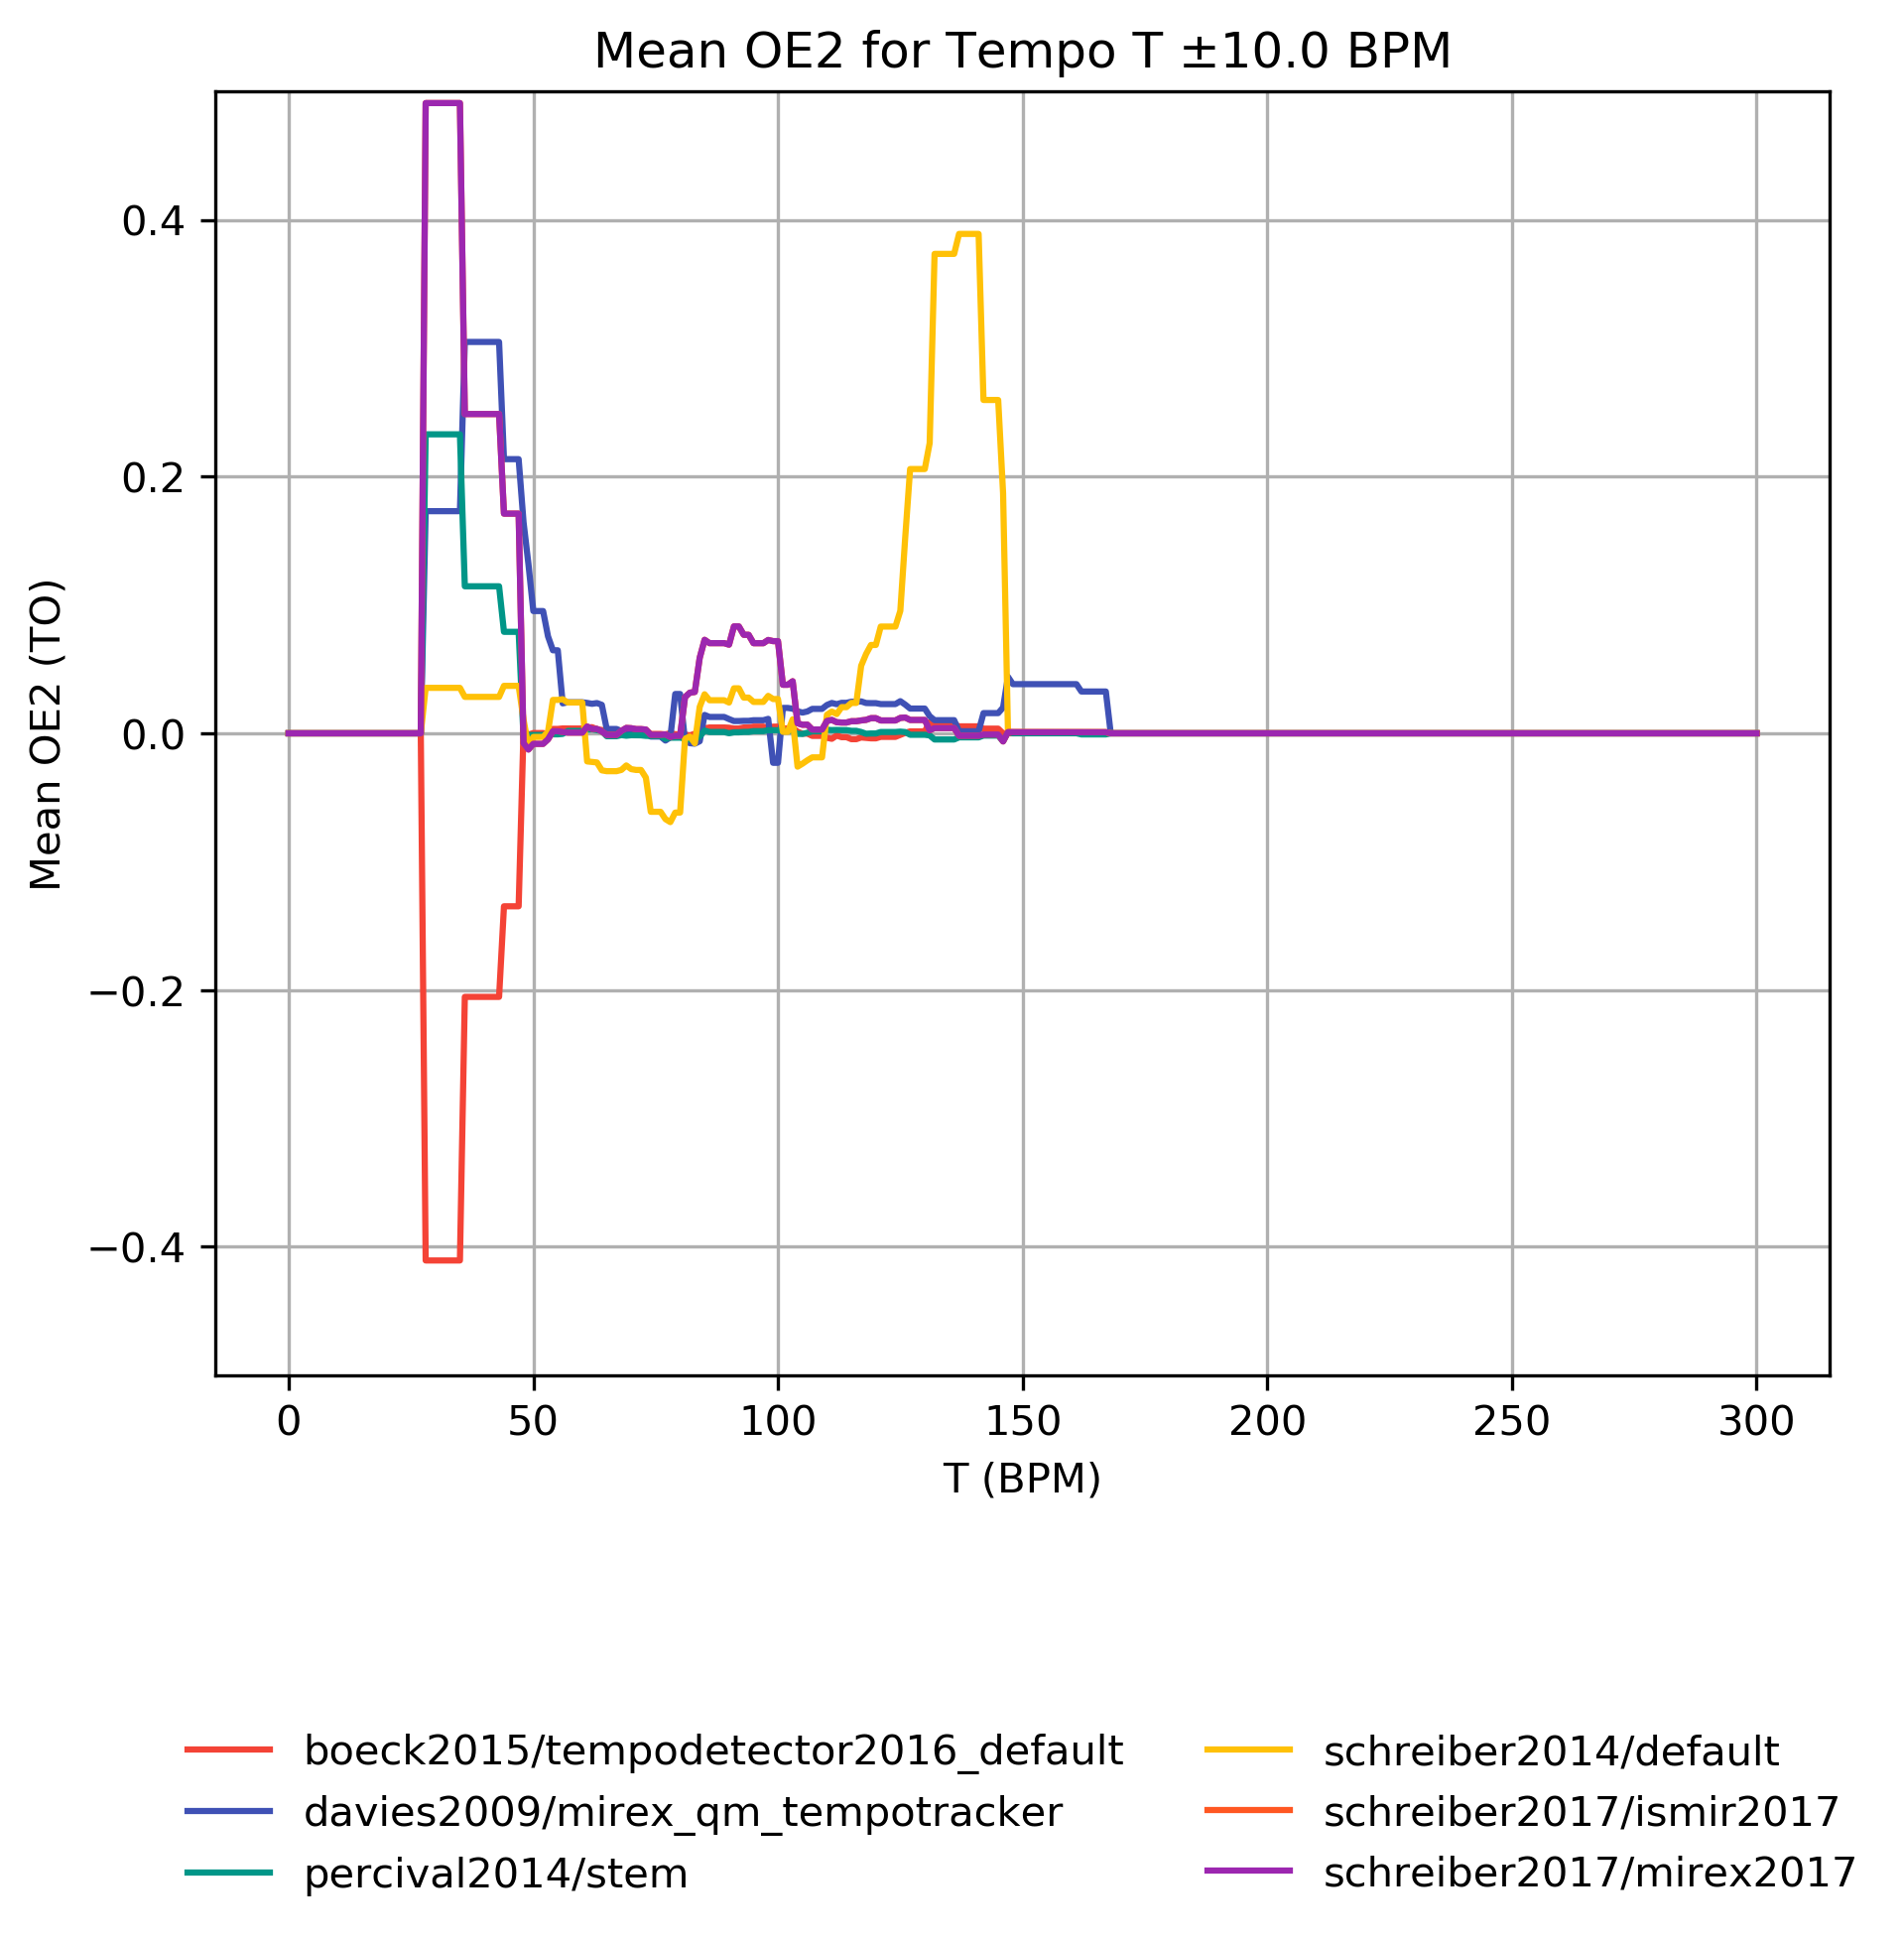 Mean OE2 for Tempo T ±10.0 BPM
0.4
0.2
0.0
−0.2
−0.4
Mean OE2 (TO)
0 50 100 150 200 250 300
T (BPM)
boeck2015/tempodetector2016_default
davies2009/mirex_qm_tempotracker
percival2014/stem
schreiber2014/default
schreiber2017/ismir2017
schreiber2017/mirex2017